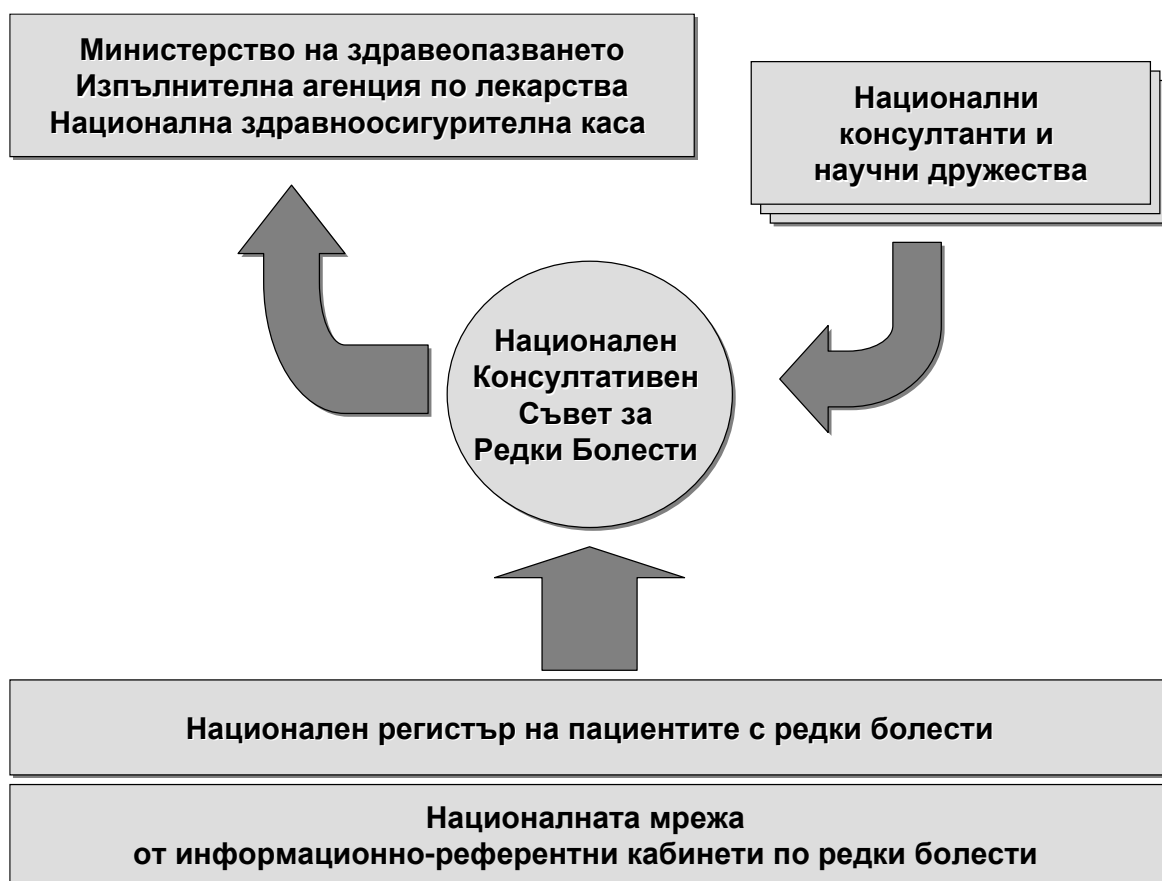 Министерство на здравеопазването
Изпълнителна агенция по лекарства
Национална здравноосигурителна каса
Национални
консултанти и
научни дружества
Национален
Консултативен
Съвет за
Редки Болести
Национален регистър на пациентите с редки болести
Националната мрежа
от информационно-референтни кабинети по редки болести